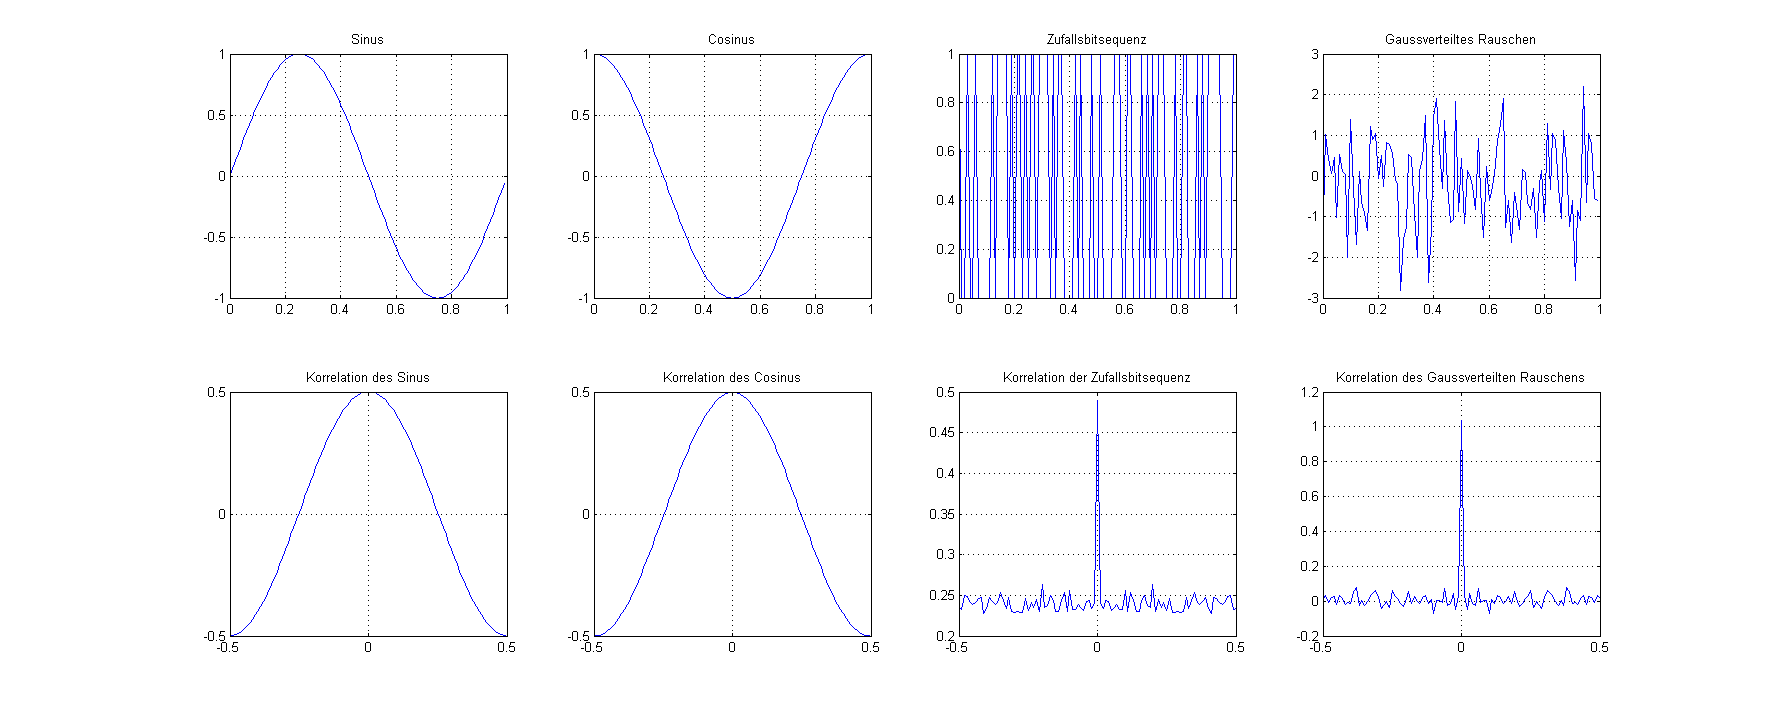 Sinus
Cosinus
Zufallsbitsequenz
Gaussverteiltes Rauschen
1
0.5
0
-0.5
-1
0 0.2 0.4 0.6 0.8 1
1
0.5
0
-0.5
-1
0 0.2 0.4 0.6 0.8 1
1
0.8
0.6
0.4
0.2
0
0 0.2 0.4 0.6 0.8 1
3
2
1
0
-1
-2
-3
0 0.2 0.4 0.6 0.8 1
Korrelation des Sinus
Korrelation des Cosinus
Korrelation der Zufallsbitsequenz
Korrelation des Gaussverteilten Rauschens
0.5
0
-0.5
-0.5 0 0.5
0.5
0
-0.5
-0.5 0 0.5
0.5
0.45
0.4
0.35
0.3
0.25
0.2
-0.5 0 0.5
1.2
1
0.8
0.6
0.4
0.2
0
-0.2
-0.5 0 0.5